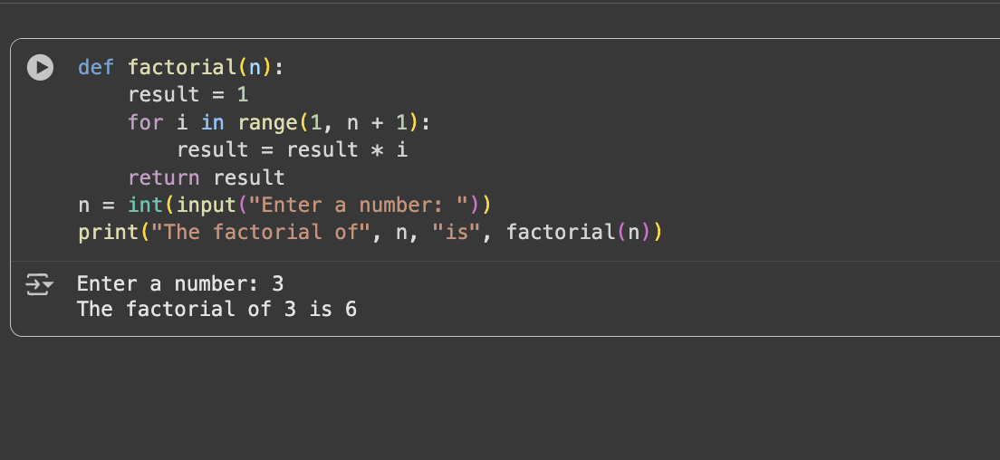 def factorial(n):
    result = 1
    for i in range(1, n + 1):
        result = result * i
    return result
n = int(input("Enter a number: "))
print("The factorial of", n, "is", factorial(n))
Enter a number: 3
The factorial of 3 is 6